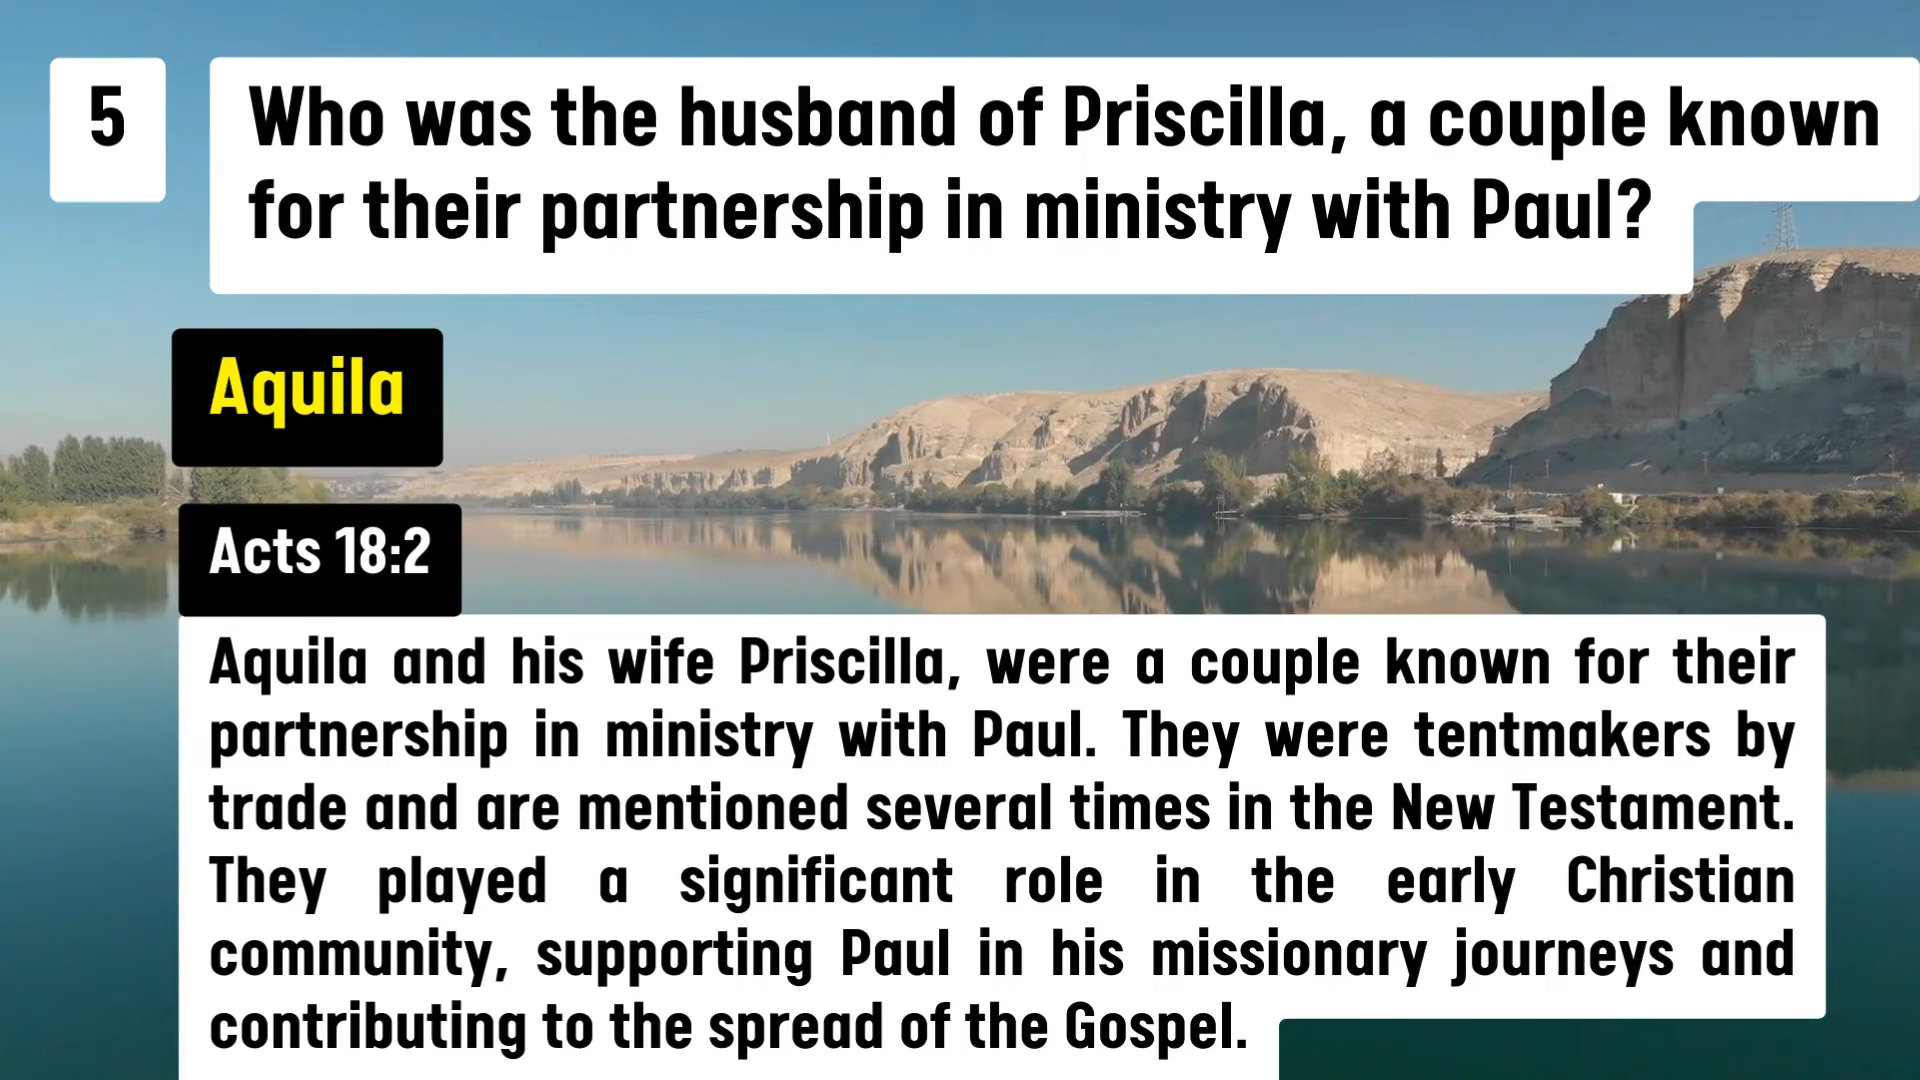 5
Who was the husband of Priscilla, a couple known
for their partnership in ministry with Paul?
Aquila
Acts 18:2
Aquila and his wife Priscilla, were a couple known for their
partnership in ministry with Paul. They were tentmakers by
trade and are mentioned several times in the New Testament.
They played a significant role in the early Christian
community, supporting Paul in his missionary journeys and
contributing to the spread of the Gospel.